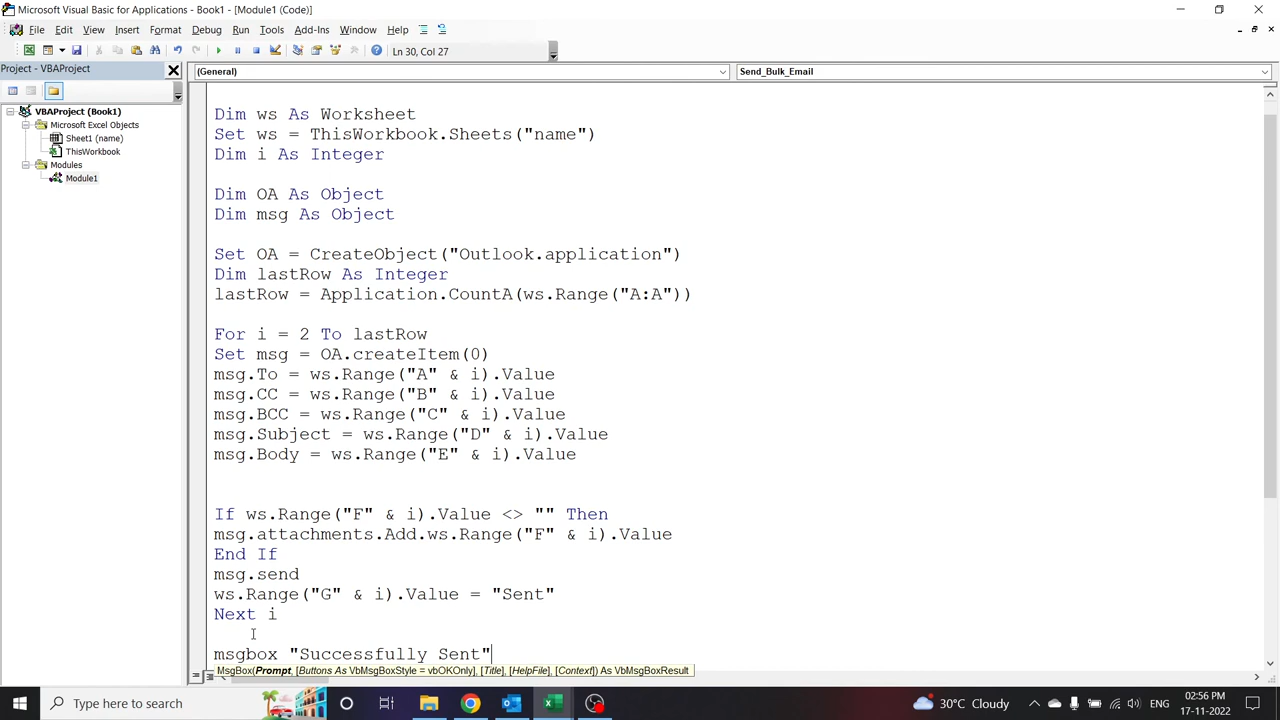 Microsoft Visual Basic for Applications - Book1 - [Module1 (Code)]
File Edit View Insert Format Debug Run Tools Add-Ins Window Help
Ln 30, Col 27
Project - VBAProject
(General)
Send_Bulk_Email
VBAProject (Book1)
Microsoft Excel Objects
Sheet1 (name)
ThisWorkbook
Modules
Module1
Dim ws As Worksheet
Set ws = ThisWorkbook.Sheets("name")
Dim i As Integer
Dim OA As Object
Dim msg As Object
Set OA = CreateObject("Outlook.application")
Dim lastRow As Integer
lastRow = Application.CountA(ws.Range("A:A"))
For i = 2 To lastRow
Set msg = OA.createItem(0)
msg.To = ws.Range("A" & i).Value
msg.CC = ws.Range("B" & i).Value
msg.BCC = ws.Range("C" & i).Value
msg.Subject = ws.Range("D" & i).Value
msg.Body = ws.Range("E" & i).Value
If ws.Range("F" & i).Value <> "" Then
msg.attachments.Add.ws.Range("F" & i).Value
End If
msg.send
ws.Range("G" & i).Value = "Sent"
Next i
msgbox "Successfully Sent"
MsgBox(Prompt, [Buttons As VbMsgBoxStyle = vbOKOnly], [Title], [HelpFile], [Context]) As VbMsgBoxResult
Type here to search
30°C Cloudy
ENG
02:56 PM
17-11-2022